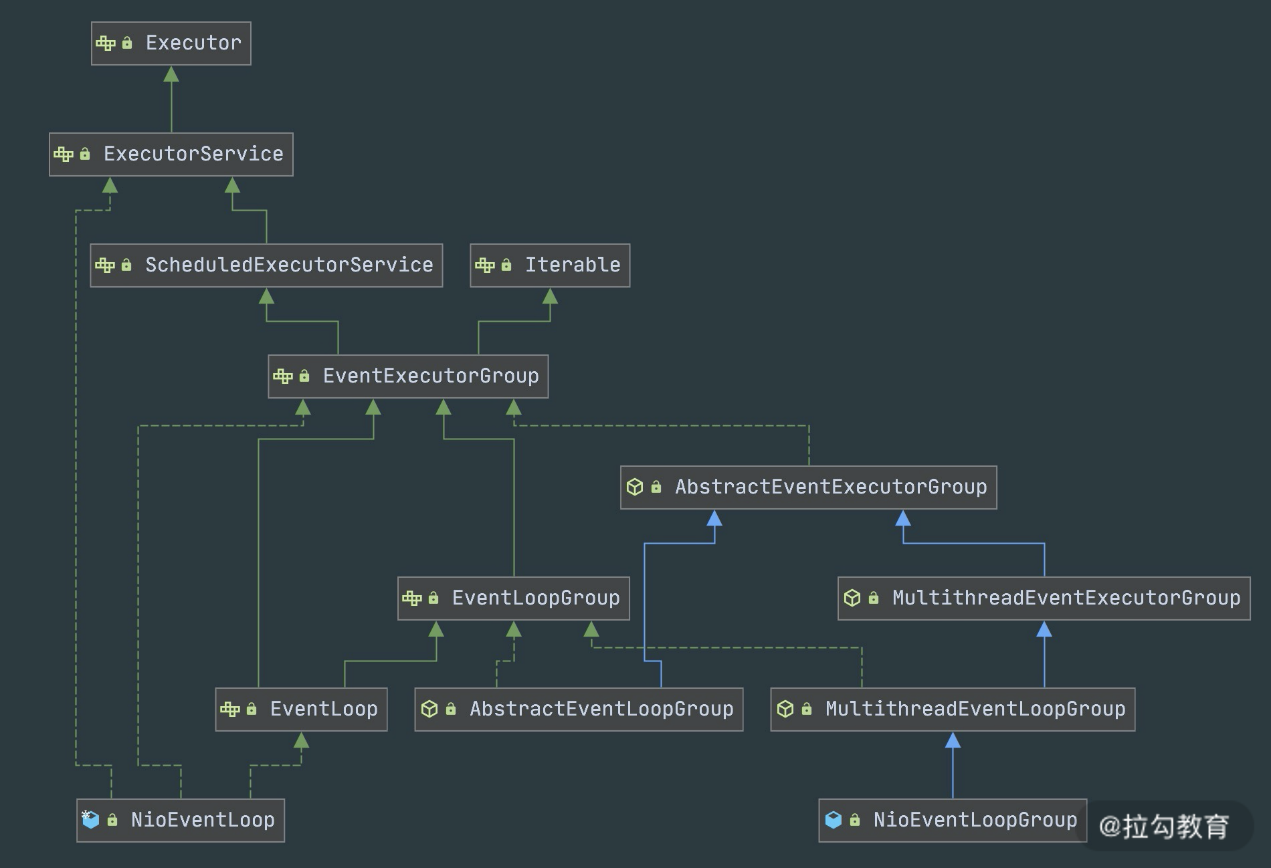 Executor
ExecutorService
ScheduledExecutorService
Iterable
EventExecutorGroup
AbstractEventExecutorGroup
EventLoopGroup
MultithreadEventExecutorGroup
EventLoop
AbstractEventLoopGroup
MultithreadEventLoopGroup
NioEventLoop
NioEventLoopGroup
@拉勾教育